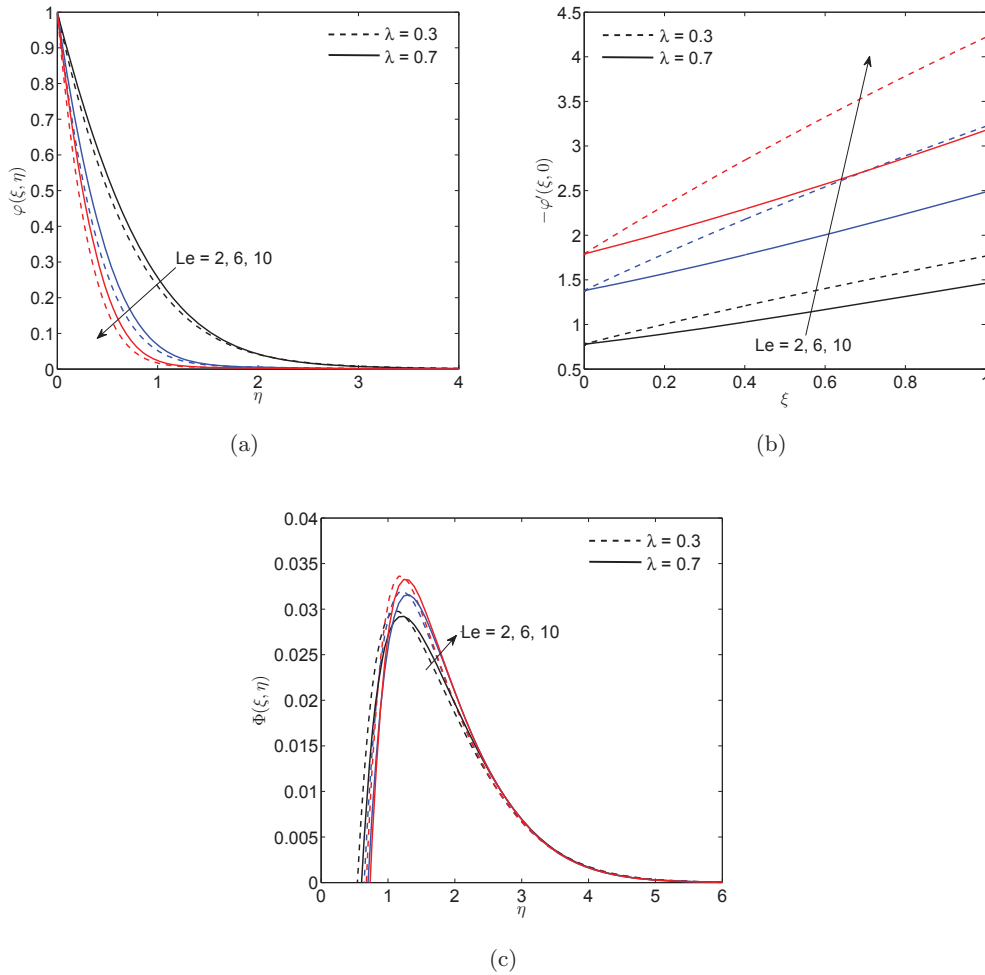 1
0.9
0.8
0.7
0.6
0.5
0.4
0.3
0.2
0.1
0
0 1 2 3 4
φ(ξ, η)
η
λ = 0.3
λ = 0.7
Le = 2, 6, 10
(a)
4.5
4
3.5
3
2.5
2
1.5
1
0.5
0 0.2 0.4 0.6 0.8 1
−φ′(ξ, 0)
ξ
λ = 0.3
λ = 0.7
Le = 2, 6, 10
(b)
0.04
0.035
0.03
0.025
0.02
0.015
0.01
0.005
0
0 1 2 3 4 5 6
Φ(ξ, η)
η
λ = 0.3
λ = 0.7
Le = 2, 6, 10
(c)